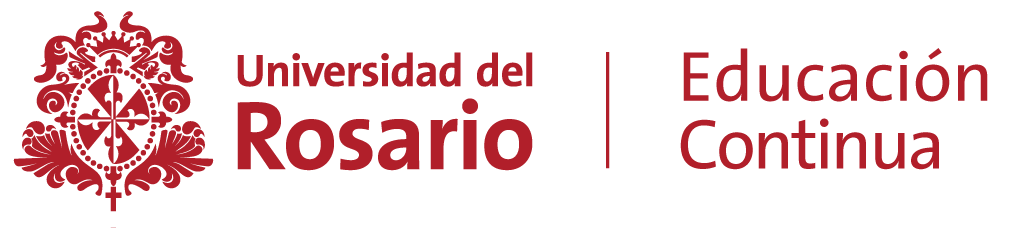 Universidad del
Rosario
Educación
Continua